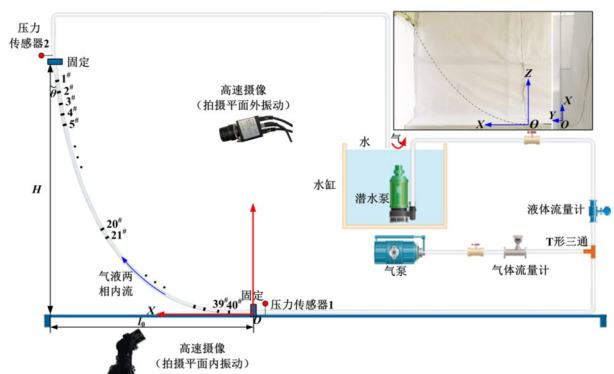 压力
传感器2
固定
1#
2#
3#
4#
5#
θ
H
20#
21#
气液两
相内流
39#
40#
固定
X
O
l0
压力传感器1
高速摄像
(拍摄平面外振动)
高速摄像
(拍摄平面内振动)
水
气
水缸
潜水泵
气泵
气体流量计
T形三通
液体流量计
Z
X
O
Y
X
O